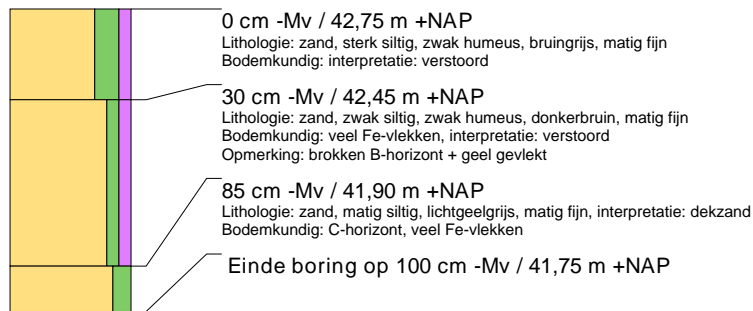 0 cm -Mv / 42,75 m +NAP
Lithologie: zand, sterk siltig, zwak humeus, bruingrijs, matig fijn
Bodemkundig: interpretatie: verstoord
30 cm -Mv / 42,45 m +NAP
Lithologie: zand, zwak siltig, zwak humeus, donkerbruin, matig fijn
Bodemkundig: veel Fe-vlekken, interpretatie: verstoord
Opmerking: brokken B-horizont + geel gevlekt
85 cm -Mv / 41,90 m +NAP
Lithologie: zand, matig siltig, lichtgeelgrijs, matig fijn, interpretatie: dekzand
Bodemkundig: C-horizont, veel Fe-vlekken
Einde boring op 100 cm -Mv / 41,75 m +NAP